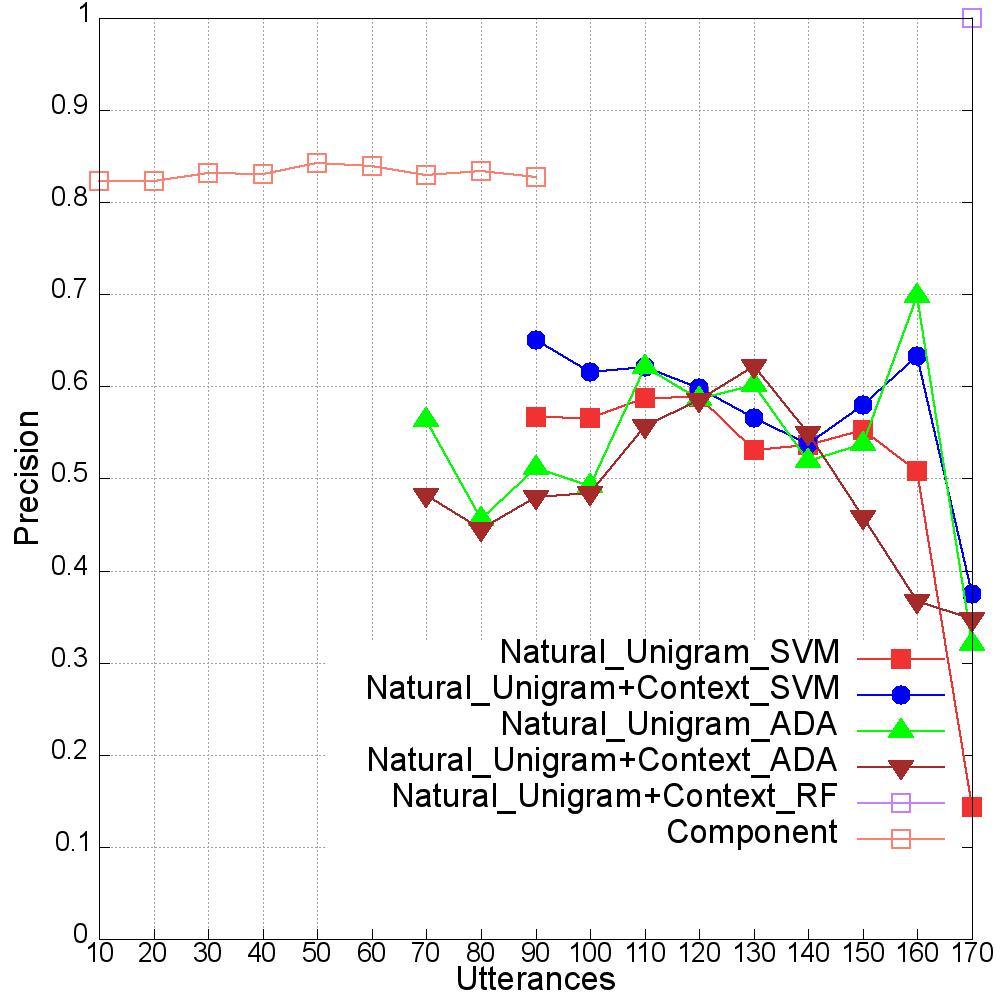 1
0.9
0.8
0.7
0.6
0.5
0.4
0.3
0.2
0.1
0
Precision
Natural_Unigram_SVM
Natural_Unigram+Context_SVM
Natural_Unigram_ADA
Natural_Unigram+Context_ADA
Natural_Unigram+Context_RF
Component
10 20 30 40 50 60 70 80 90 100 110 120 130 140 150 160 170
Utterances